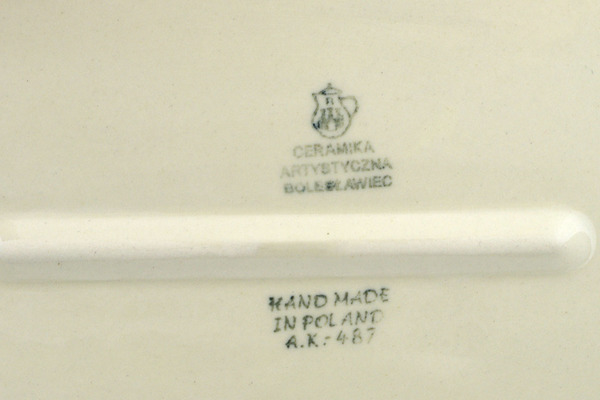 CERAMIKA
ARTYSTYCZNA
BOLESŁAWIEC
HAND MADE
IN POLAND
A.K.-487